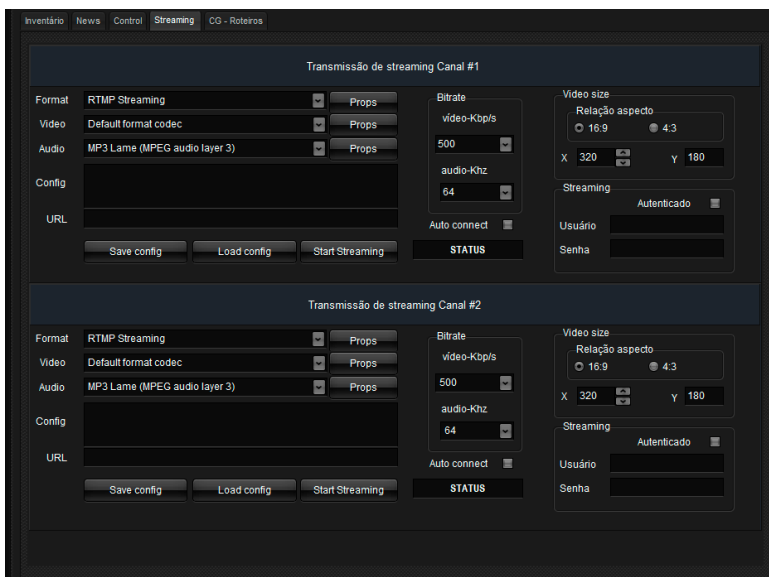 Inventário News Control Streaming CG - Roteiros
Transmissão de streaming Canal #1
Format RTMP Streaming Props
Video Default format codec Props
Audio MP3 Lame (MPEG audio layer 3) Props
Config
URL
Save config Load config Start Streaming
Bitrate
vídeo-Kbp/s
500
audio-Khz
64
Auto connect
STATUS
Video size
Relação aspecto
16:9 4:3
X 320 Y 180
Streaming
Autenticado
Usuário
Senha
Transmissão de streaming Canal #2
Format RTMP Streaming Props
Video Default format codec Props
Audio MP3 Lame (MPEG audio layer 3) Props
Config
URL
Save config Load config Start Streaming
Bitrate
vídeo-Kbp/s
500
audio-Khz
64
Auto connect
STATUS
Video size
Relação aspecto
16:9 4:3
X 320 Y 180
Streaming
Autenticado
Usuário
Senha